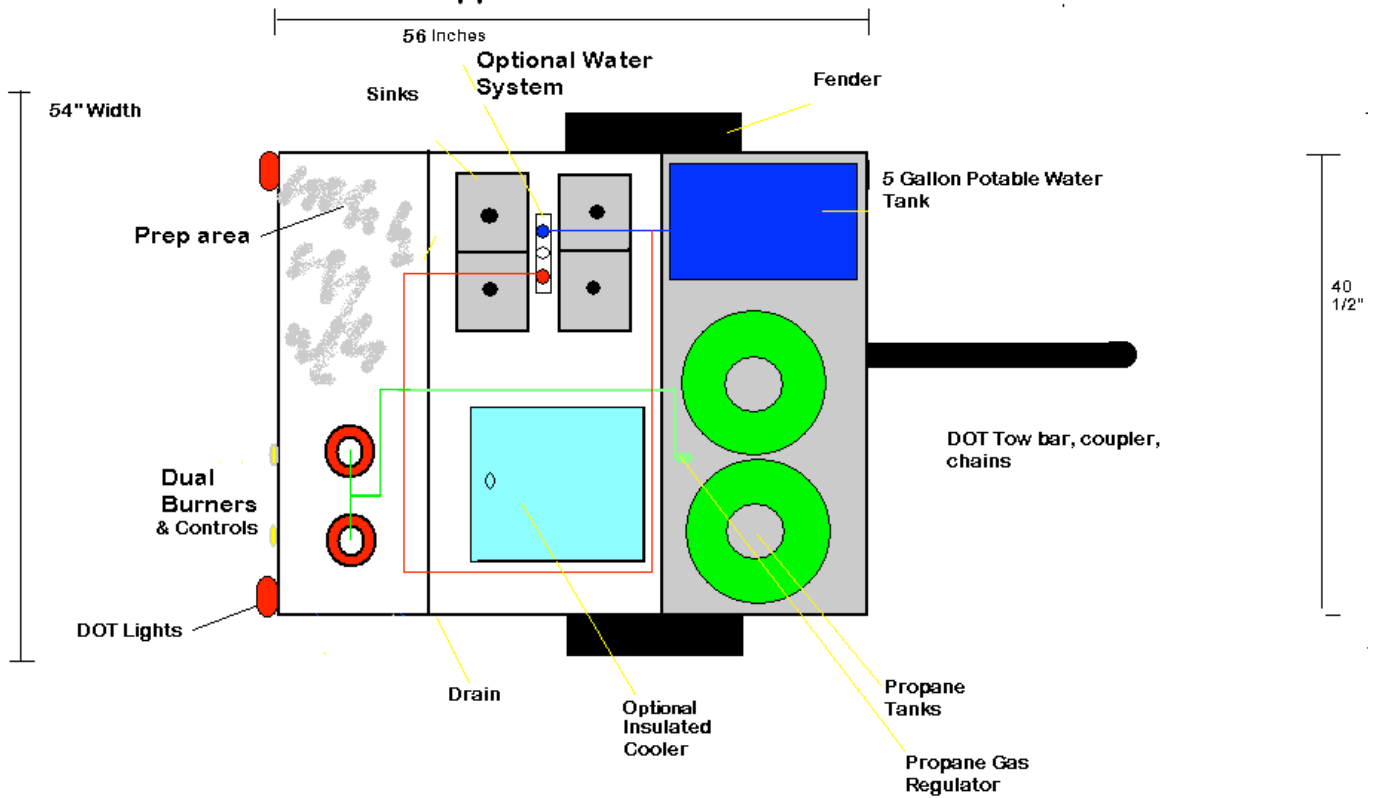 56 Inches
Optional Water
System
Fender
Sinks
54" Width
5 Gallon Potable Water
Tank
Prep area
40
1/2"
DOT Tow bar, coupler,
chains
Dual
Burners
& Controls
DOT Lights
Drain
Optional
Insulated
Cooler
Propane
Tanks
Propane Gas
Regulator